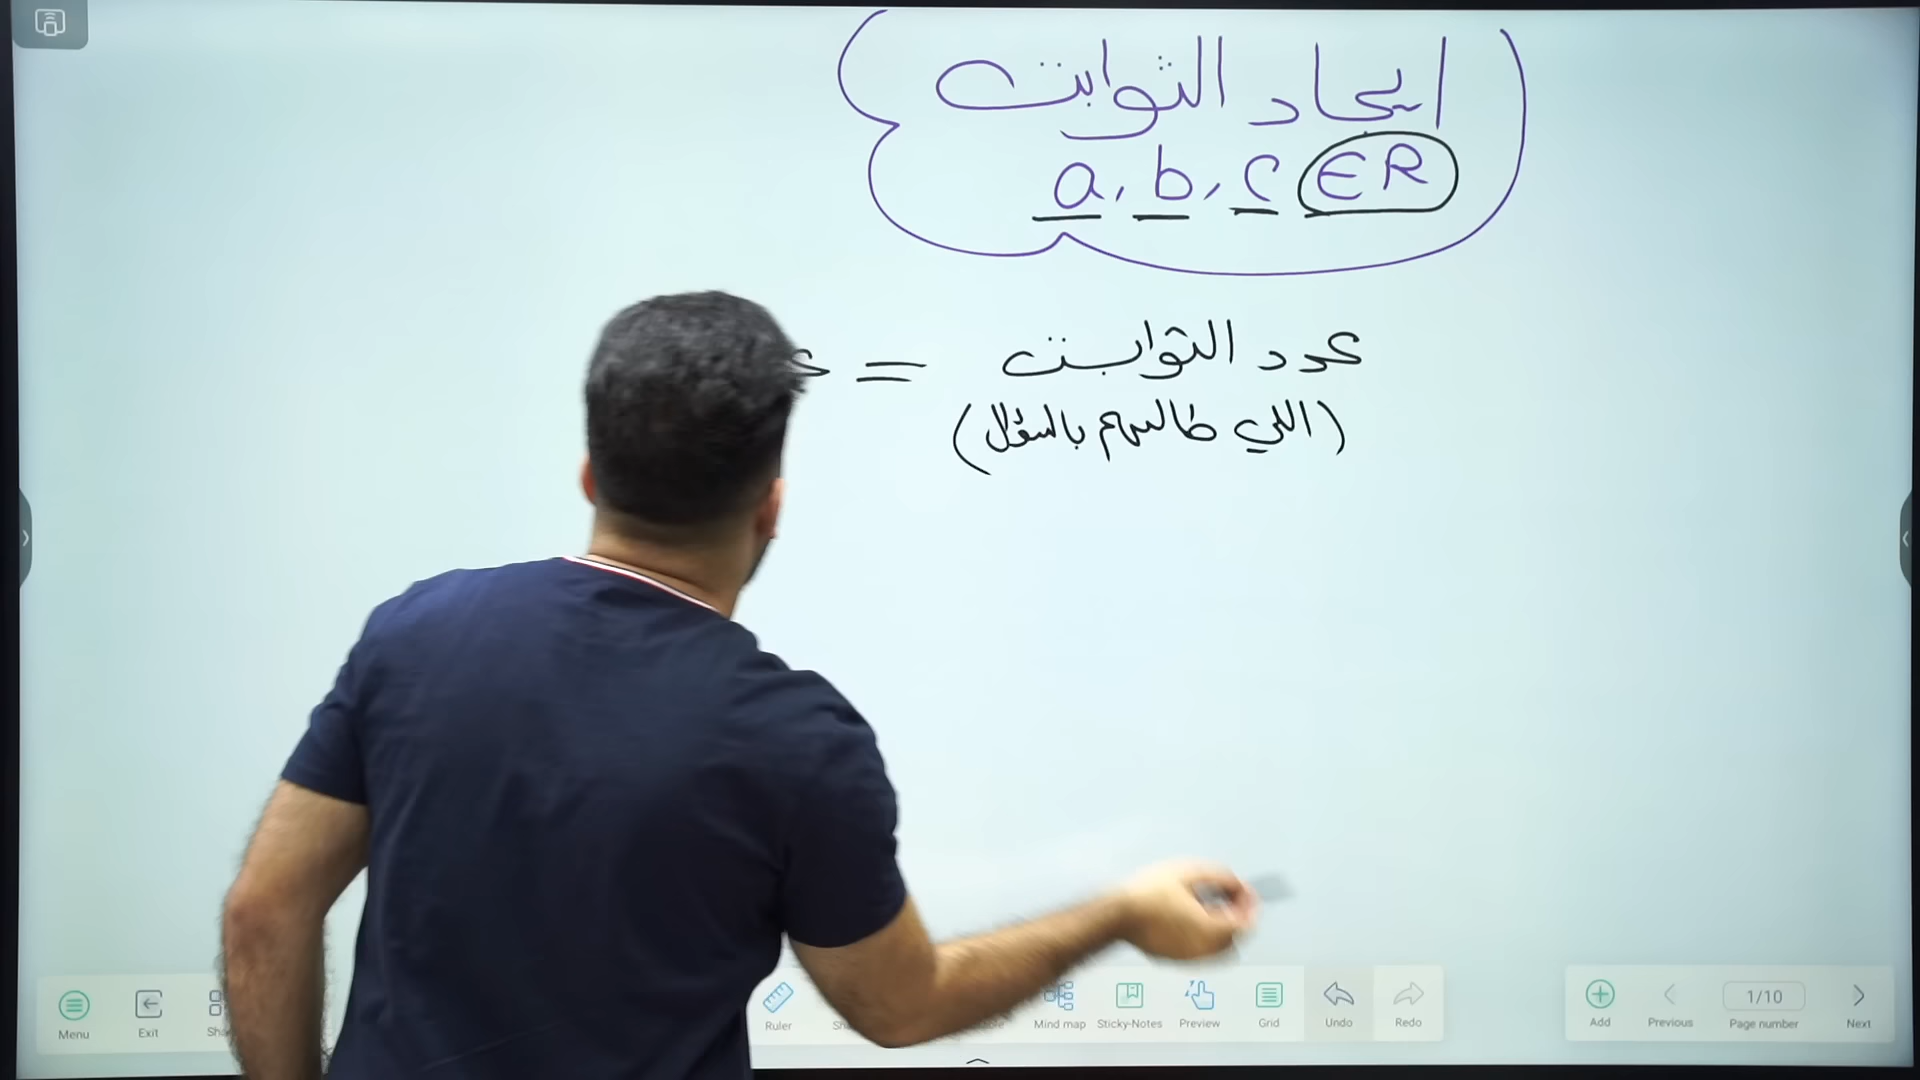 ايجاد الثوابت
a, b, c ∈ R
عدد الثوابت =
(اللي طالبهم بالسؤال)
Menu
Exit
Ruler
Mind map
Sticky-Notes
Preview
Grid
Undo
Redo
Add
Previous
1/10
Page number
Next